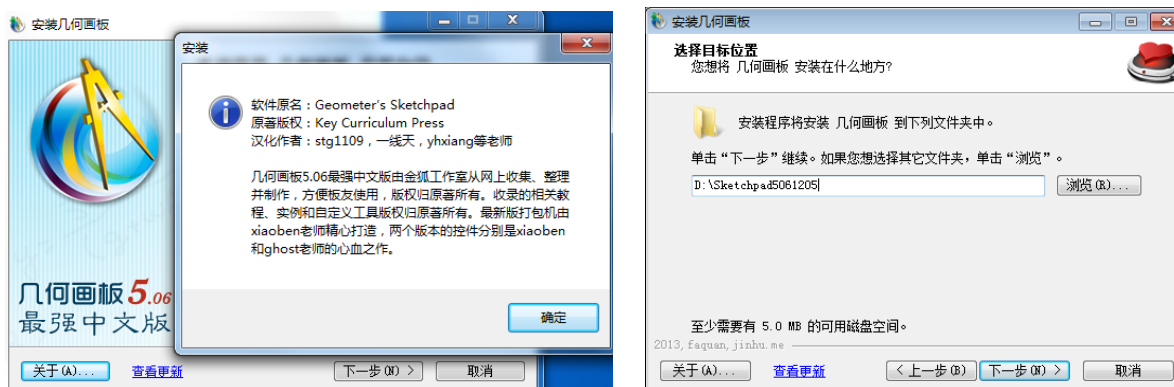 安装几何画板
安装
软件原名：Geometer's Sketchpad
原著版权：Key Curriculum Press
汉化作者：stg1109，一线天，yhxiang等老师
几何画板5.06最强中文版由金狐工作室从网上收集、整理
并制作，方便板友使用，版权归原著所有。收录的相关教
程、实例和自定义工具版权归原著所有。最新版打包机由
xiaoben老师精心打造，两个版本的控件分别是xiaoben
和ghost老师的心血之作。
确定
几何画板5.06
最强中文版
关于(A)... 查看更新 下一步(N) > 取消
安装几何画板
选择目标位置
您想将 几何画板 安装在什么地方?
安装程序将安装 几何画板 到下列文件夹中。
单击“下一步”继续。如果您想选择其它文件夹，单击“浏览”。
D:\Sketchpad5061205 浏览(R)...
至少需要有 5.0 MB 的可用磁盘空间。
2013, faquan, jinhu.me
关于(A)... 查看更新 < 上一步(B) 下一步(N) > 取消